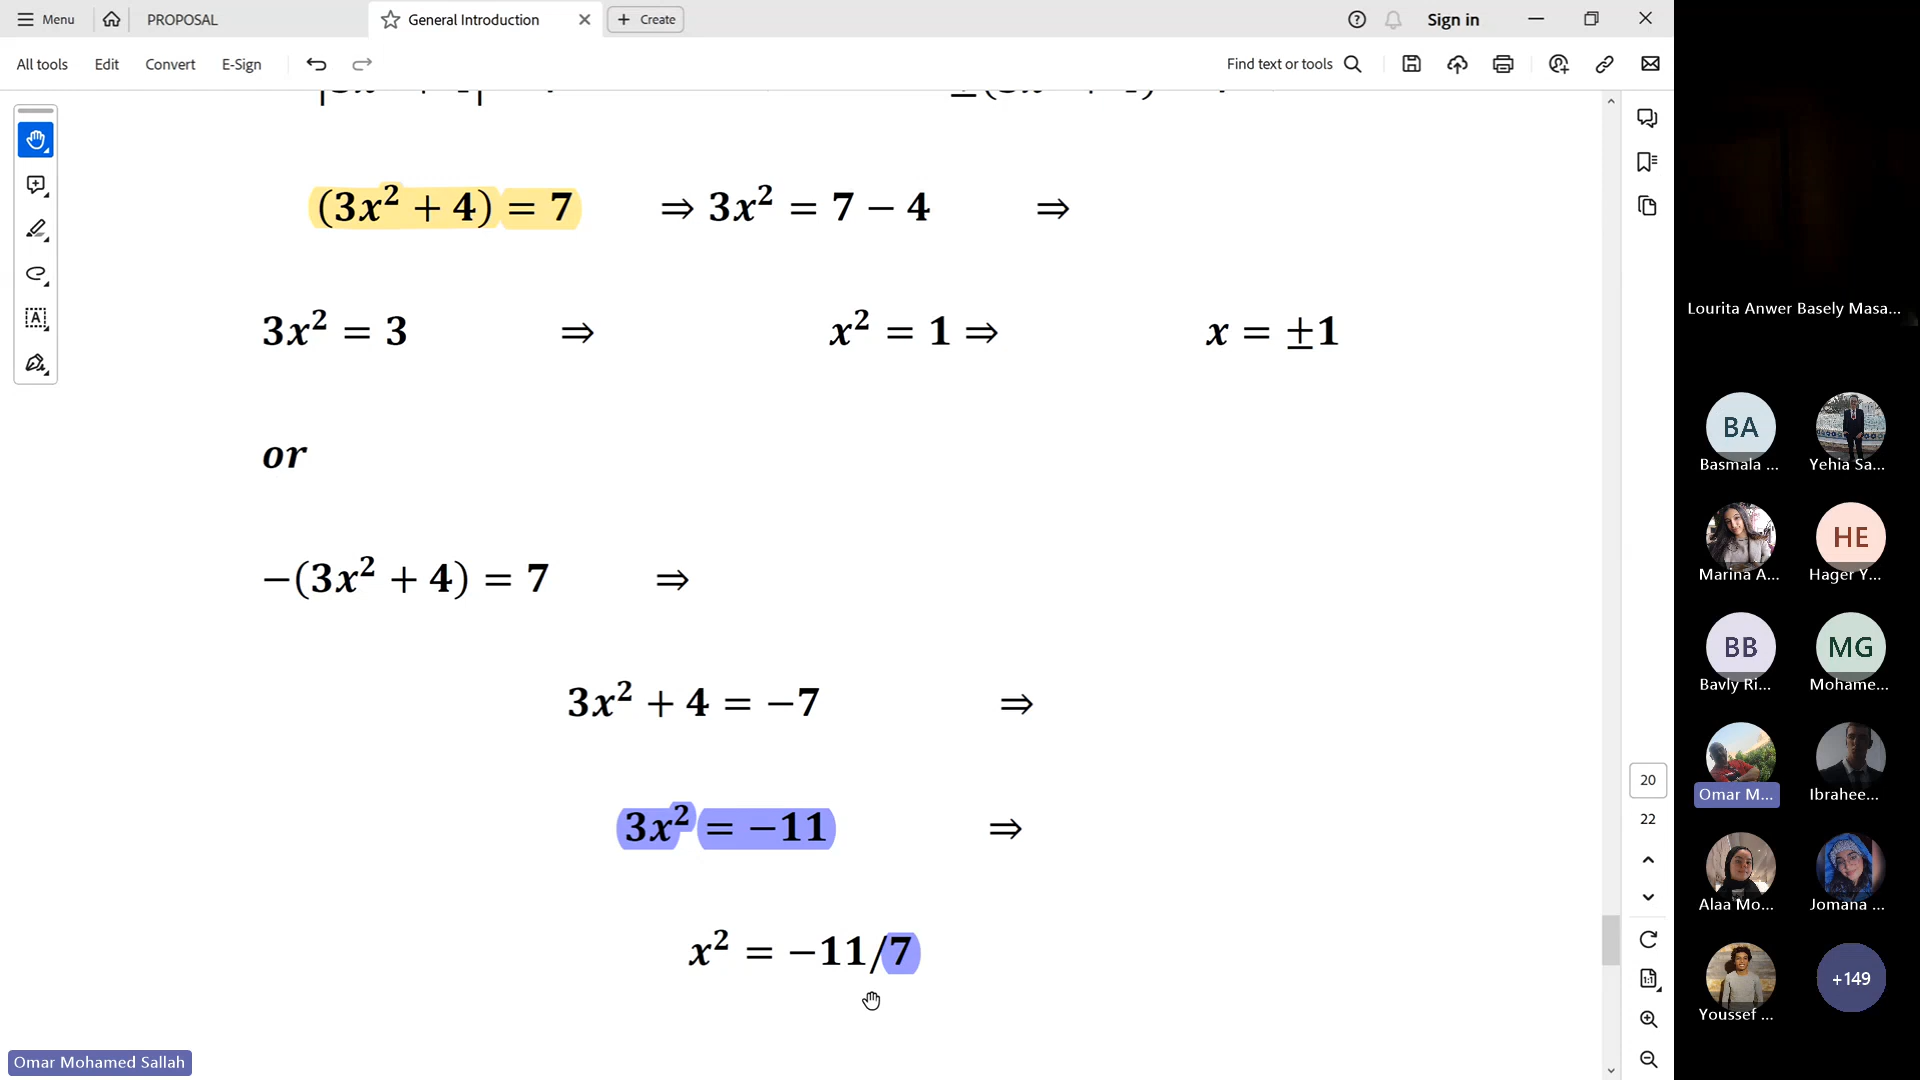 Menu PROPOSAL General Introduction Create Sign in
All tools Edit Convert E-Sign Find text or tools
(3x² + 4) = 7 ⇒ 3x² = 7 − 4 ⇒
3x² = 3 ⇒ x² = 1 ⇒ x = ±1
or
−(3x² + 4) = 7 ⇒
3x² + 4 = −7 ⇒
3x² = −11 ⇒
x² = −11/7
20
22
1:1
Omar Mohamed Sallah
Lourita Anwer Basely Masa...
BA
Basmala ... Yehia Sa...
HE
Marina A... Hager Y...
BB MG
Bavly Ri... Mohame...
Omar M... Ibrahee...
Alaa Mo... Jomana ...
+149
Youssef ...